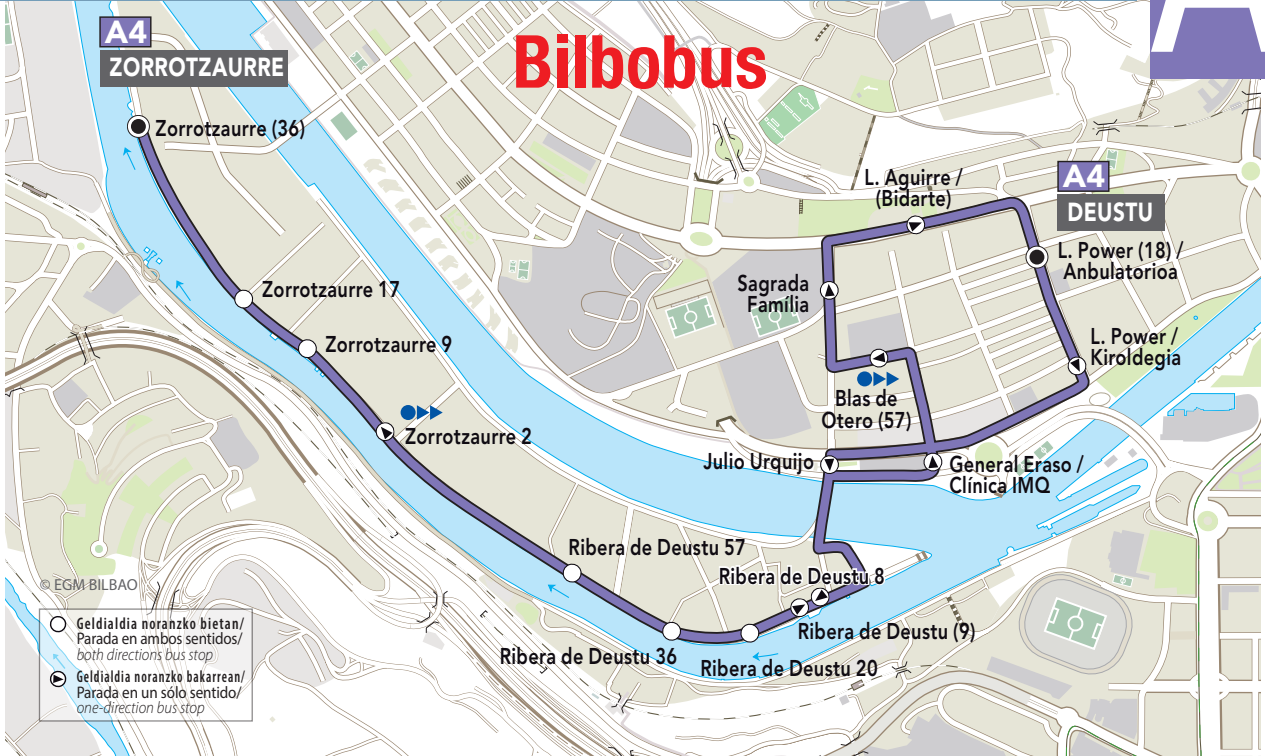 A4
ZORROTZAURRE
Bilbobus
Zorrotzaurre (36)
L. Aguirre /
(Bidarte)
A4
DEUSTU
L. Power (18) /
Anbulatorioa
Sagrada
Família
Zorrotzaurre 17
Zorrotzaurre 9
L. Power /
Kiroldegia
Blas de
Otero (57)
Zorrotzaurre 2
Julio Urquijo
General Eraso /
Clínica IMQ
Ribera de Deustu 57
Ribera de Deustu 8
Ribera de Deustu (9)
Ribera de Deustu 36
Ribera de Deustu 20
© EGM BILBAO
Geldialdia noranzko bietan/
Parada en ambos sentidos/
both directions bus stop
Geldialdia noranzko bakarrean/
Parada en un sólo sentido/
one-direction bus stop